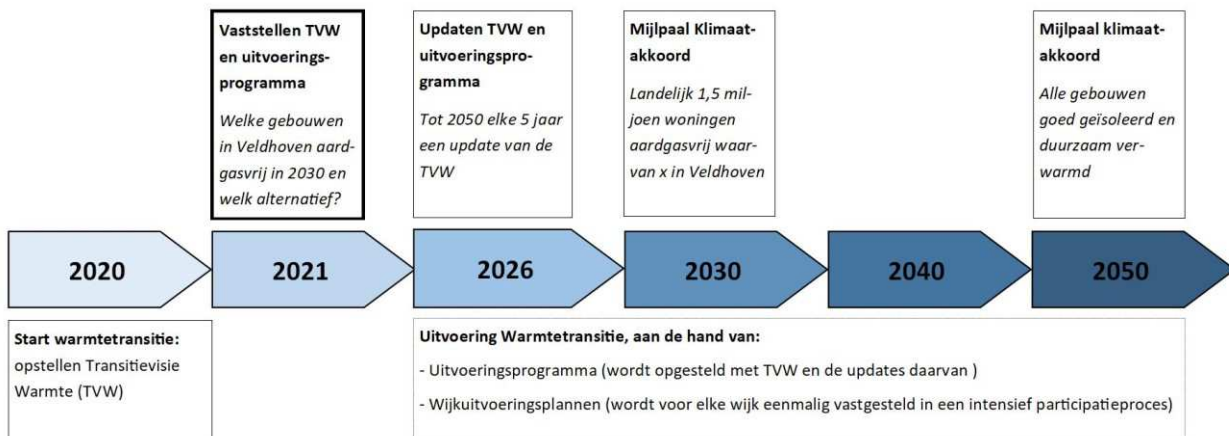 Vaststellen TVW
en uitvoerings-
programma
Welke gebouwen
in Veldhoven aard-
gasvrij in 2030 en
welk alternatief?
Updaten TVW en
uitvoeringspro-
gramma
Tot 2050 elke 5 jaar
een update van de
TVW
Mijlpaal Klimaat-
akkoord
Landelijk 1,5 mil-
joen woningen
aardgasvrij waar-
van x in Veldhoven
Mijlpaal klimaat-
akkoord
Alle gebouwen
goed geïsoleerd en
duurzaam ver-
warmd
2020
2021
2026
2030
2040
2050
Start warmtetransitie:
opstellen Transitievisie
Warmte (TVW)
Uitvoering Warmtetransitie, aan de hand van:
- Uitvoeringsprogramma (wordt opgesteld met TVW en de updates daarvan )
- Wijkuitvoeringsplannen (wordt voor elke wijk eenmalig vastgesteld in een intensief participatieproces)